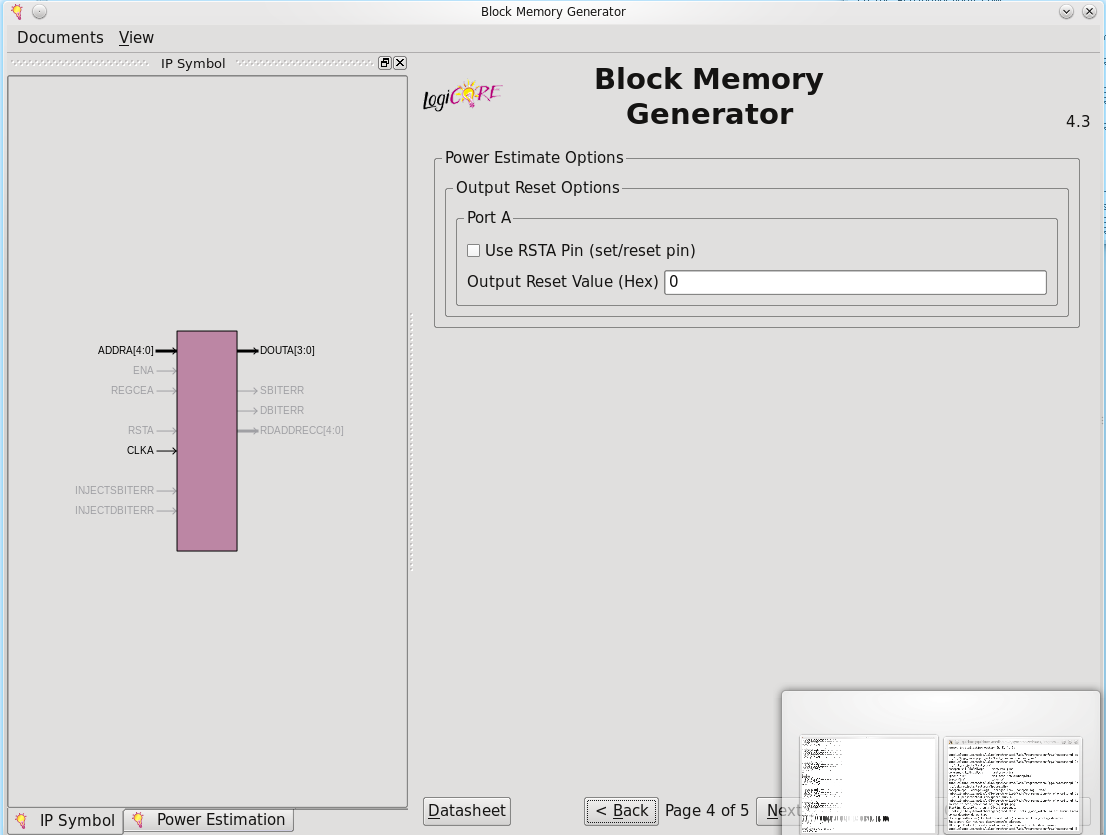 Block Memory Generator
Documents View
IP Symbol
LogiCORE
Block Memory
Generator
4.3
Power Estimate Options
Output Reset Options
Port A
Use RSTA Pin (set/reset pin)
Output Reset Value (Hex) 0
ADDRA[4:0]
DOUTA[3:0]
ENA
REGCEA
SBITERR
DBITERR
RSTA
RDADDRECC[4:0]
CLKA
INJECTSBITERR
INJECTDBITERR
Datasheet
< Back
Page 4 of 5
Next
IP Symbol
Power Estimation